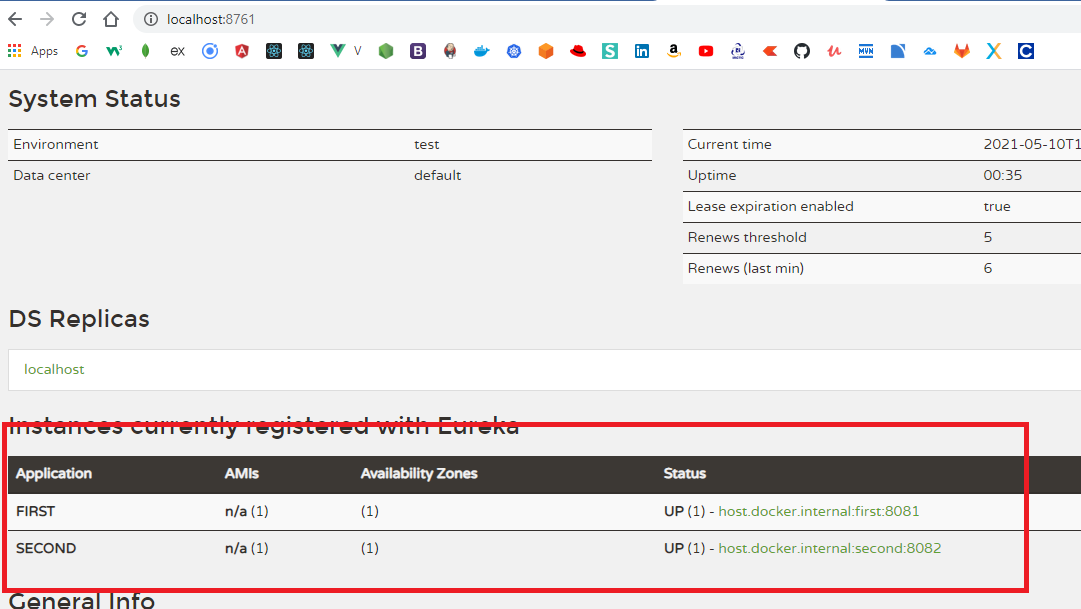 localhost:8761
Apps
EX
V
System Status
Environment test
Data center default
Current time 2021-05-10T1
Uptime 00:35
Lease expiration enabled true
Renews threshold 5
Renews (last min) 6
DS Replicas
localhost
Instances currently registered with Eureka
Application AMIs Availability Zones Status
FIRST n/a (1) (1) UP (1) - host.docker.internal:first:8081
SECOND n/a (1) (1) UP (1) - host.docker.internal:second:8082
General Info